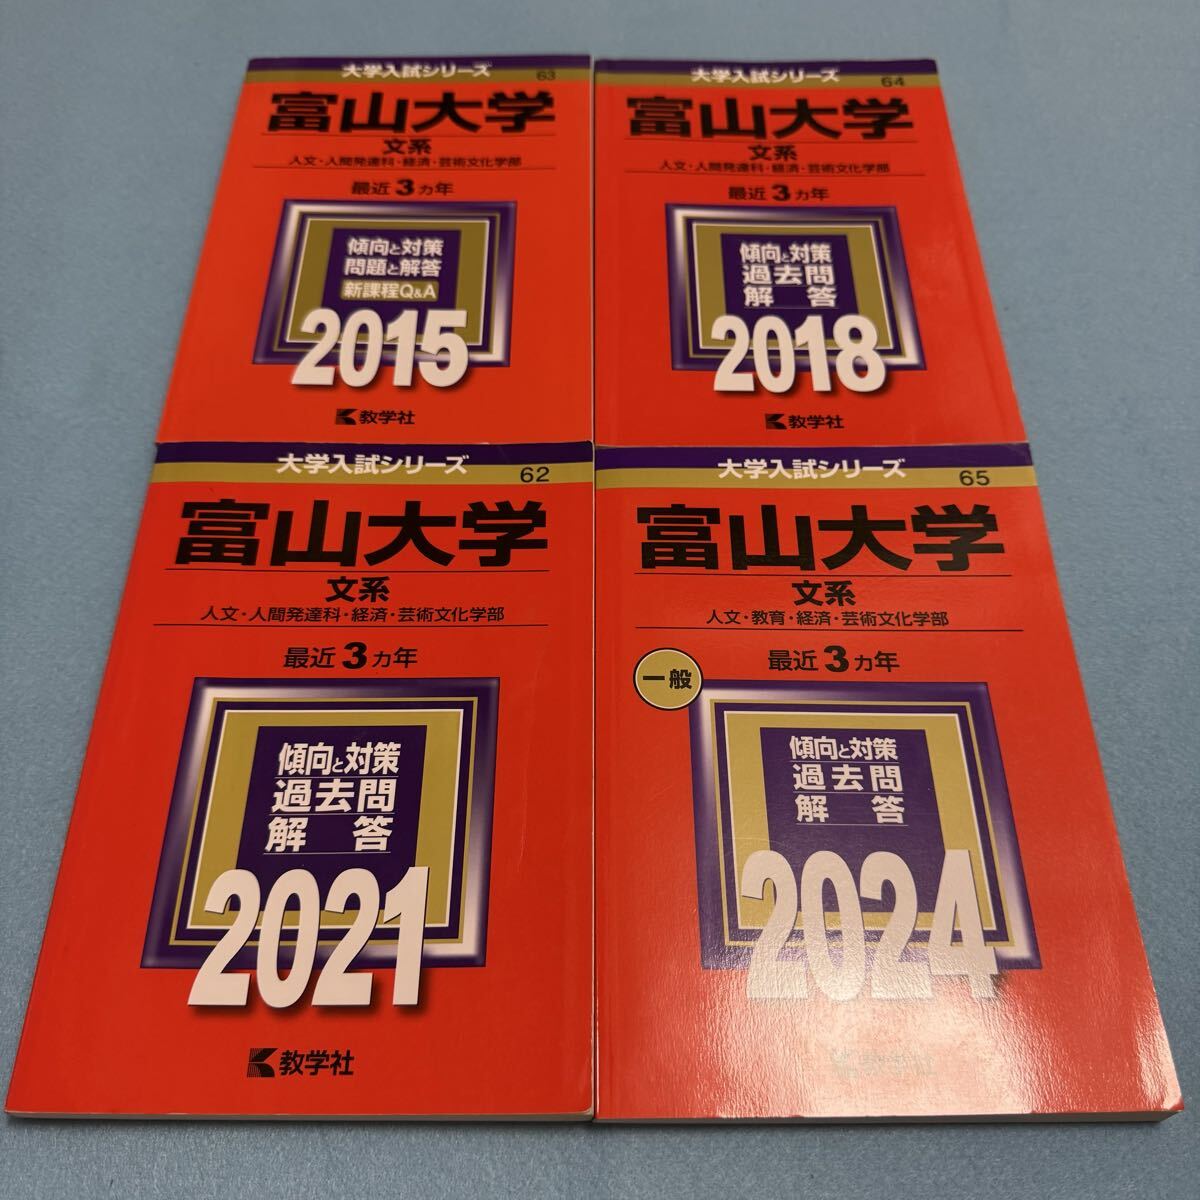 大学入試シリーズ
63
富山大学
文系
人文・人間発達科・経済・芸術文化学部
最近3カ年
傾向と対策
問題と解答
新課程Q&A
2015
教学社
大学入試シリーズ
64
富山大学
文系
人文・人間発達科・経済・芸術文化学部
最近3カ年
傾向と対策
過去問
解答
2018
教学社
大学入試シリーズ
62
富山大学
文系
人文・人間発達科・経済・芸術文化学部
最近3カ年
傾向と対策
過去問
解答
2021
教学社
大学入試シリーズ
65
富山大学
文系
人文・教育・経済・芸術文化学部
最近3カ年
一般
傾向と対策
過去問
解答
2024
教学社